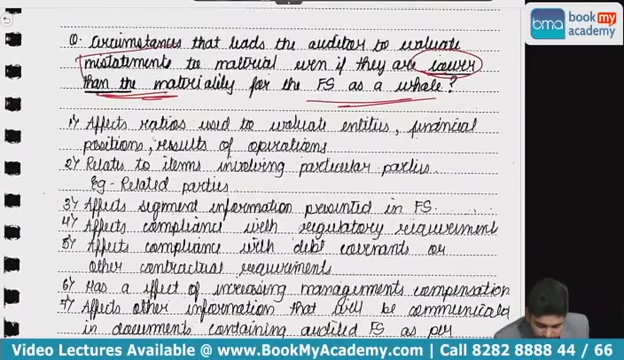 Q. Circumstances that leads the auditor to evaluate
mistatements to material even if they are lower
than the materiality for the FS as a whole?
1) Affects ratios used to evaluate entities, financial
positions, results of operations
2) Relates to items involving particular parties.
Eg - Related parties
3) Affects segment information presented in FS.
4) Affects compliance with regulatory requirement
5) Affects compliance with debt covenants or
other contractual requirements
6) Has a effect of increasing managements compensation
7) Affects other information that will be communicated
in documents containing audited FS as per
bma book my academy
Video Lectures Available @ www.BookMyAcademy.com | Call 8282 8888 44 / 66